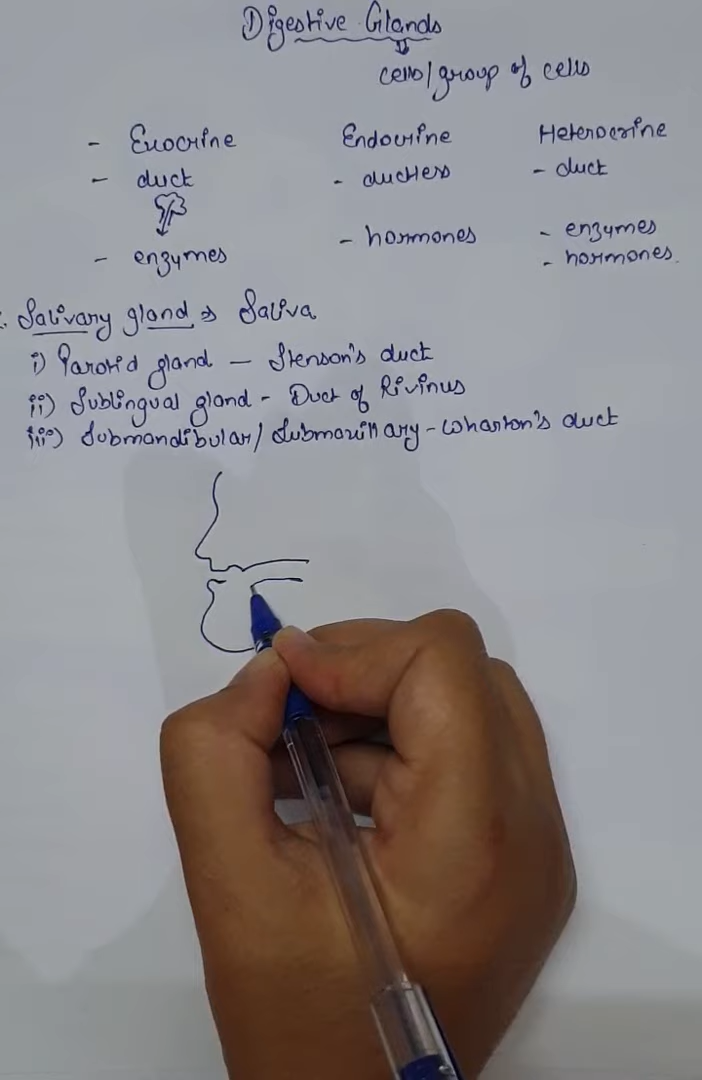 Digestive Glands
cells/group of cells
- Exocrine Endocrine Heterocrine
- duct - ductless - duct
- enzymes - hormones - enzymes
- hormones.
Salivary gland → Saliva
i) Parotid gland - Stenson's duct
ii) Sublingual gland - Duct of Rivinus
iii) Submandibular/Submaxillary - Wharton's duct